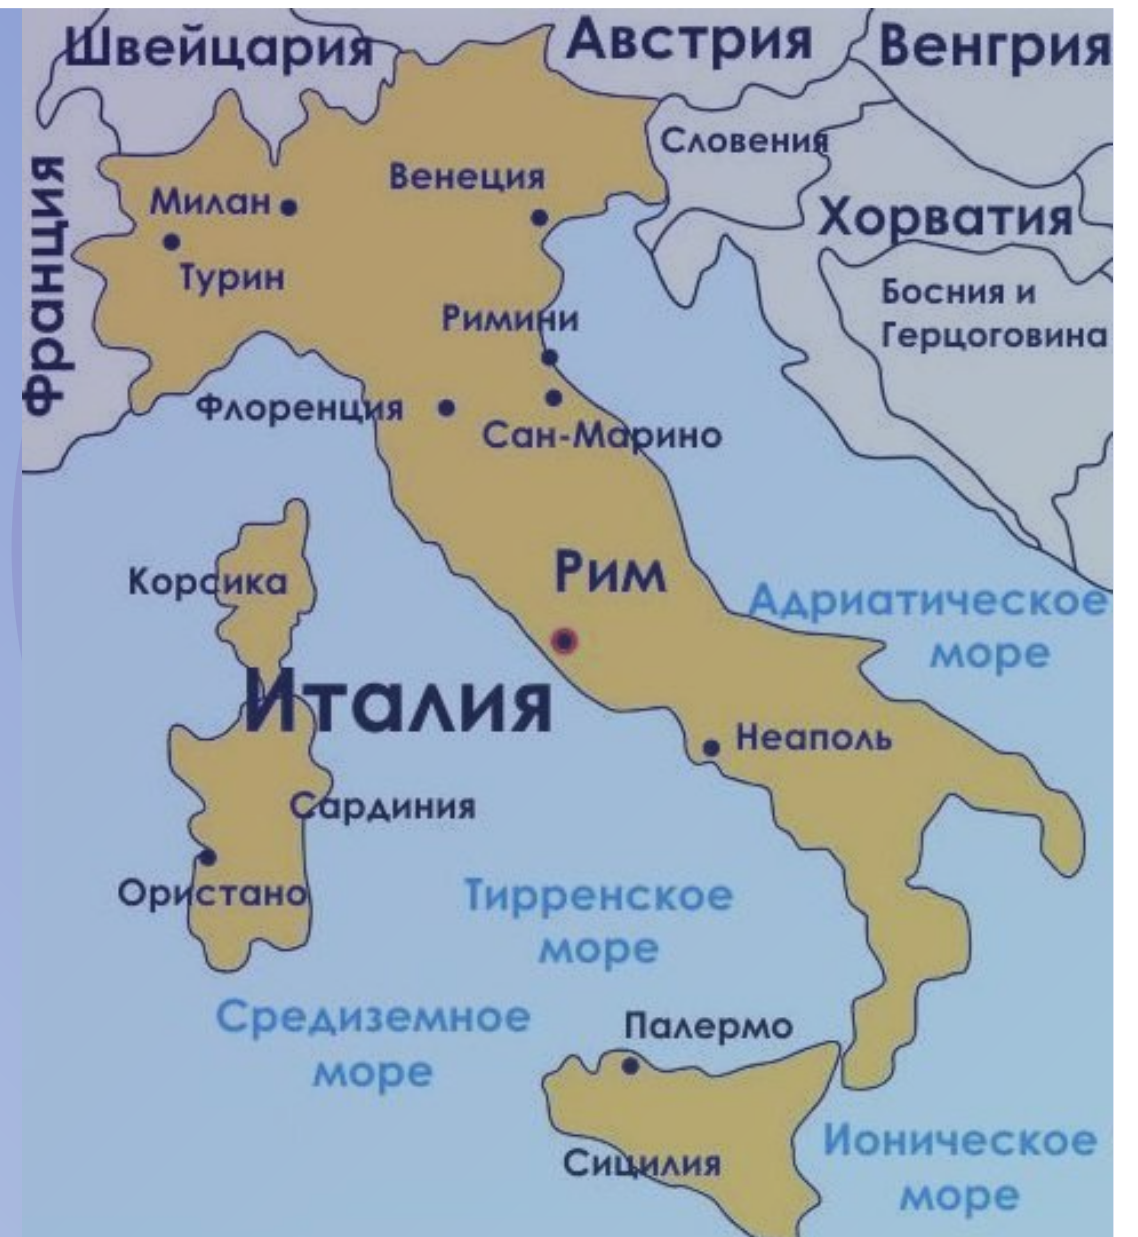 Швейцария
Австрия
Венгрия
Словения
Франция
Венеция
Милан
Хорватия
Турин
Босния и
Герцоговина
Римини
Флоренция
Сан-Марино
Корсика
Рим
Адриатическое
море
Италия
Неаполь
Сардиния
Ористано
Тирренское
море
Средиземное
море
Палермо
Ионическое
море
Сицилия